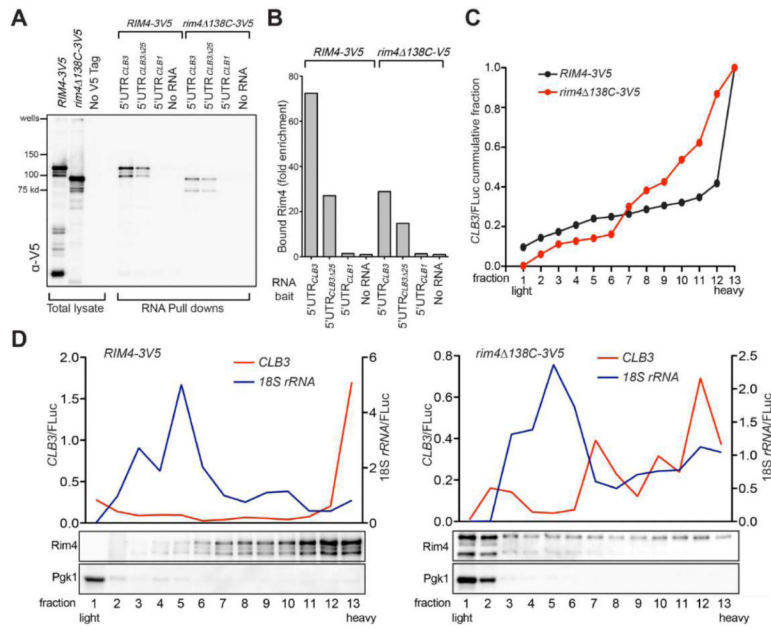 A
RIM4-3V5 rim4Δ138C-3V5
RIM4-3V5
rim4Δ138C-3V5
No V5 Tag
5'UTRCLB3
5'UTRCLB3Δ25
5'UTRCLB1
No RNA
5'UTRCLB3
5'UTRCLB3Δ25
5'UTRCLB1
No RNA
wells
150
100
75 kd
α-V5
Total lysate RNA Pull downs
B
RIM4-3V5 rim4Δ138C-V5
Bound Rim4 (fold enrichment)
80
60
40
20
0
RNA
bait
5'UTRCLB3
5'UTRCLB3Δ25
5'UTRCLB1
No RNA
5'UTRCLB3
5'UTRCLB3Δ25
5'UTRCLB1
No RNA
C
RIM4-3V5
rim4Δ138C-3V5
CLB3/FLuc cummulative fraction
1.0
0.8
0.6
0.4
0.2
0.0
fraction 1 2 3 4 5 6 7 8 9 10 11 12 13
light heavy
D
RIM4-3V5
CLB3
18S rRNA
CLB3/FLuc
2.0
1.5
1.0
0.5
0.0
6
4
2
0
18S rRNA/FLuc
Rim4
Pgk1
fraction 1 2 3 4 5 6 7 8 9 10 11 12 13
light heavy
rim4Δ138C-3V5
CLB3
18S rRNA
CLB3/FLuc
0.8
0.6
0.4
0.2
0.0
2.5
2.0
1.5
1.0
0.5
0.0
18S rRNA/FLuc
Rim4
Pgk1
fraction 1 2 3 4 5 6 7 8 9 10 11 12 13
light heavy